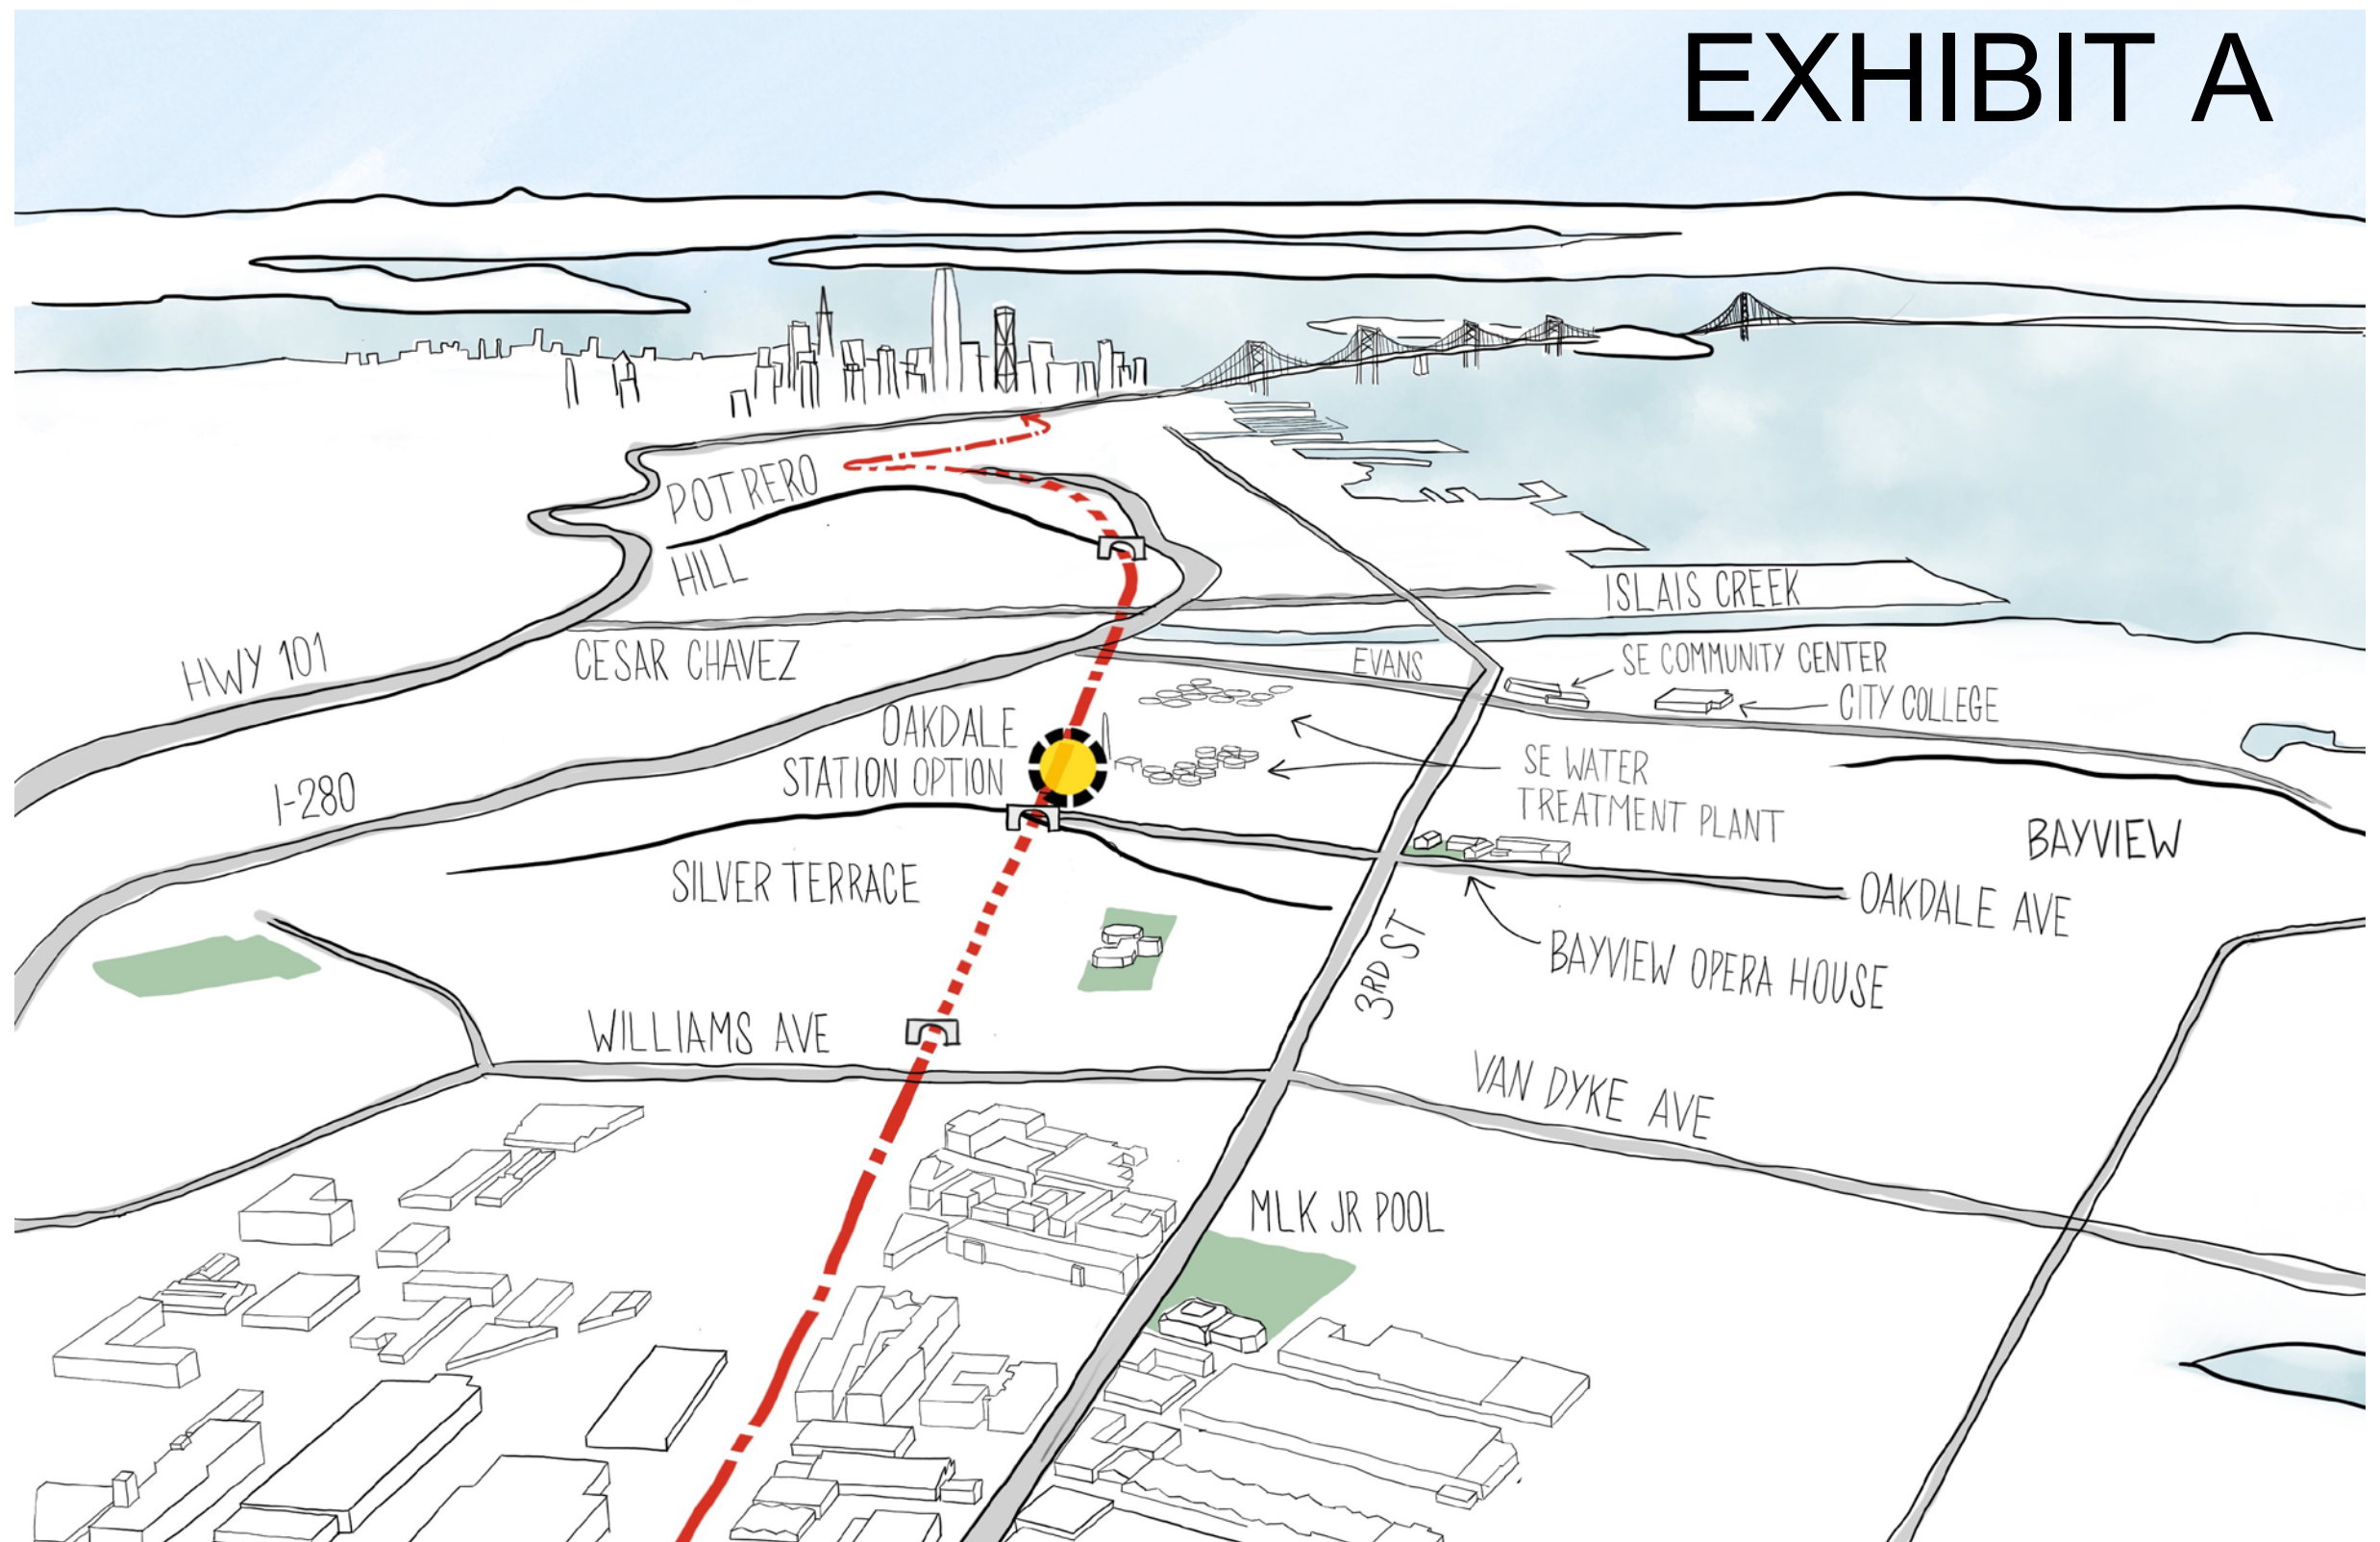 EXHIBIT A
POTRERO
HILL
ISLAIS CREEK
HWY 101
CESAR CHAVEZ
EVANS
SE COMMUNITY CENTER
CITY COLLEGE
OAKDALE
STATION OPTION
I-280
SE WATER
TREATMENT PLANT
BAYVIEW
SILVER TERRACE
OAKDALE AVE
3RD ST
BAYVIEW OPERA HOUSE
WILLIAMS AVE
VAN DYKE AVE
MLK JR POOL